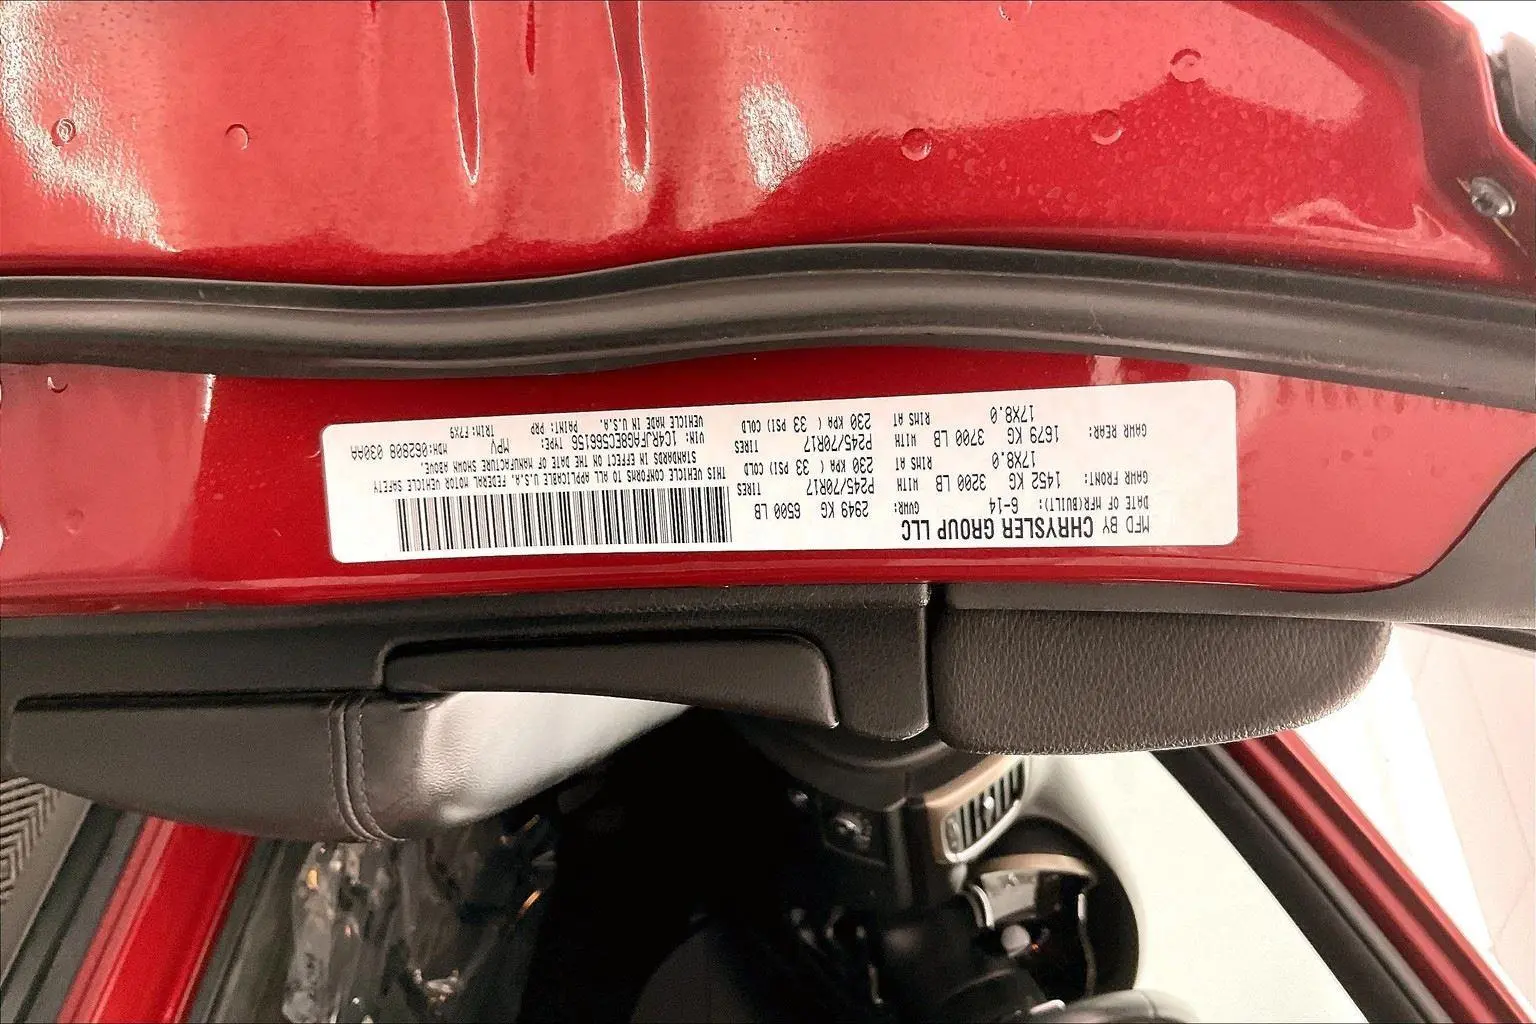 MFD BY CHRYSLER GROUP LLC
DATE OF MFR(BUILT): 6-14 GVWR: 2949 KG 6500 LB
GAWR FRONT: 1452 KG 3200 LB WITH P245/70R17 TIRES
17X8.0 RIMS AT 230 KPA ( 33 PSI) COLD
GAWR REAR: 1679 KG 3700 LB WITH P245/70R17 TIRES
17X8.0 RIMS AT 230 KPA ( 33 PSI) COLD
THIS VEHICLE CONFORMS TO ALL APPLICABLE U.S.A. FEDERAL MOTOR VEHICLE SAFETY
STANDARDS IN EFFECT ON THE DATE OF MANUFACTURE SHOWN ABOVE.
VIN: 1C4RJFAG8EC566156 TYPE: MPV MDH:062808 030AA
VEHICLE MADE IN U.S.A. PAINT: PRP TRIM: F7X9